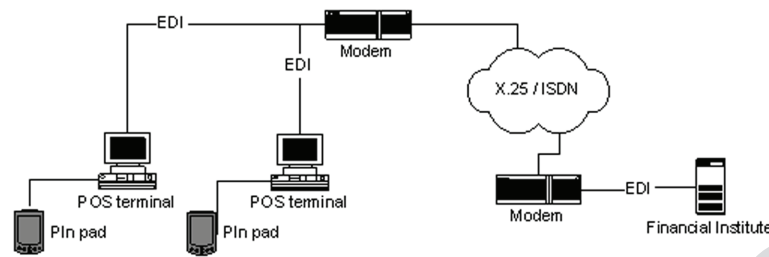 EDI
Modem
EDI
X.25 / ISDN
POS terminal
POS terminal
PIn pad
PIn pad
Modem
EDI
Financial Institute